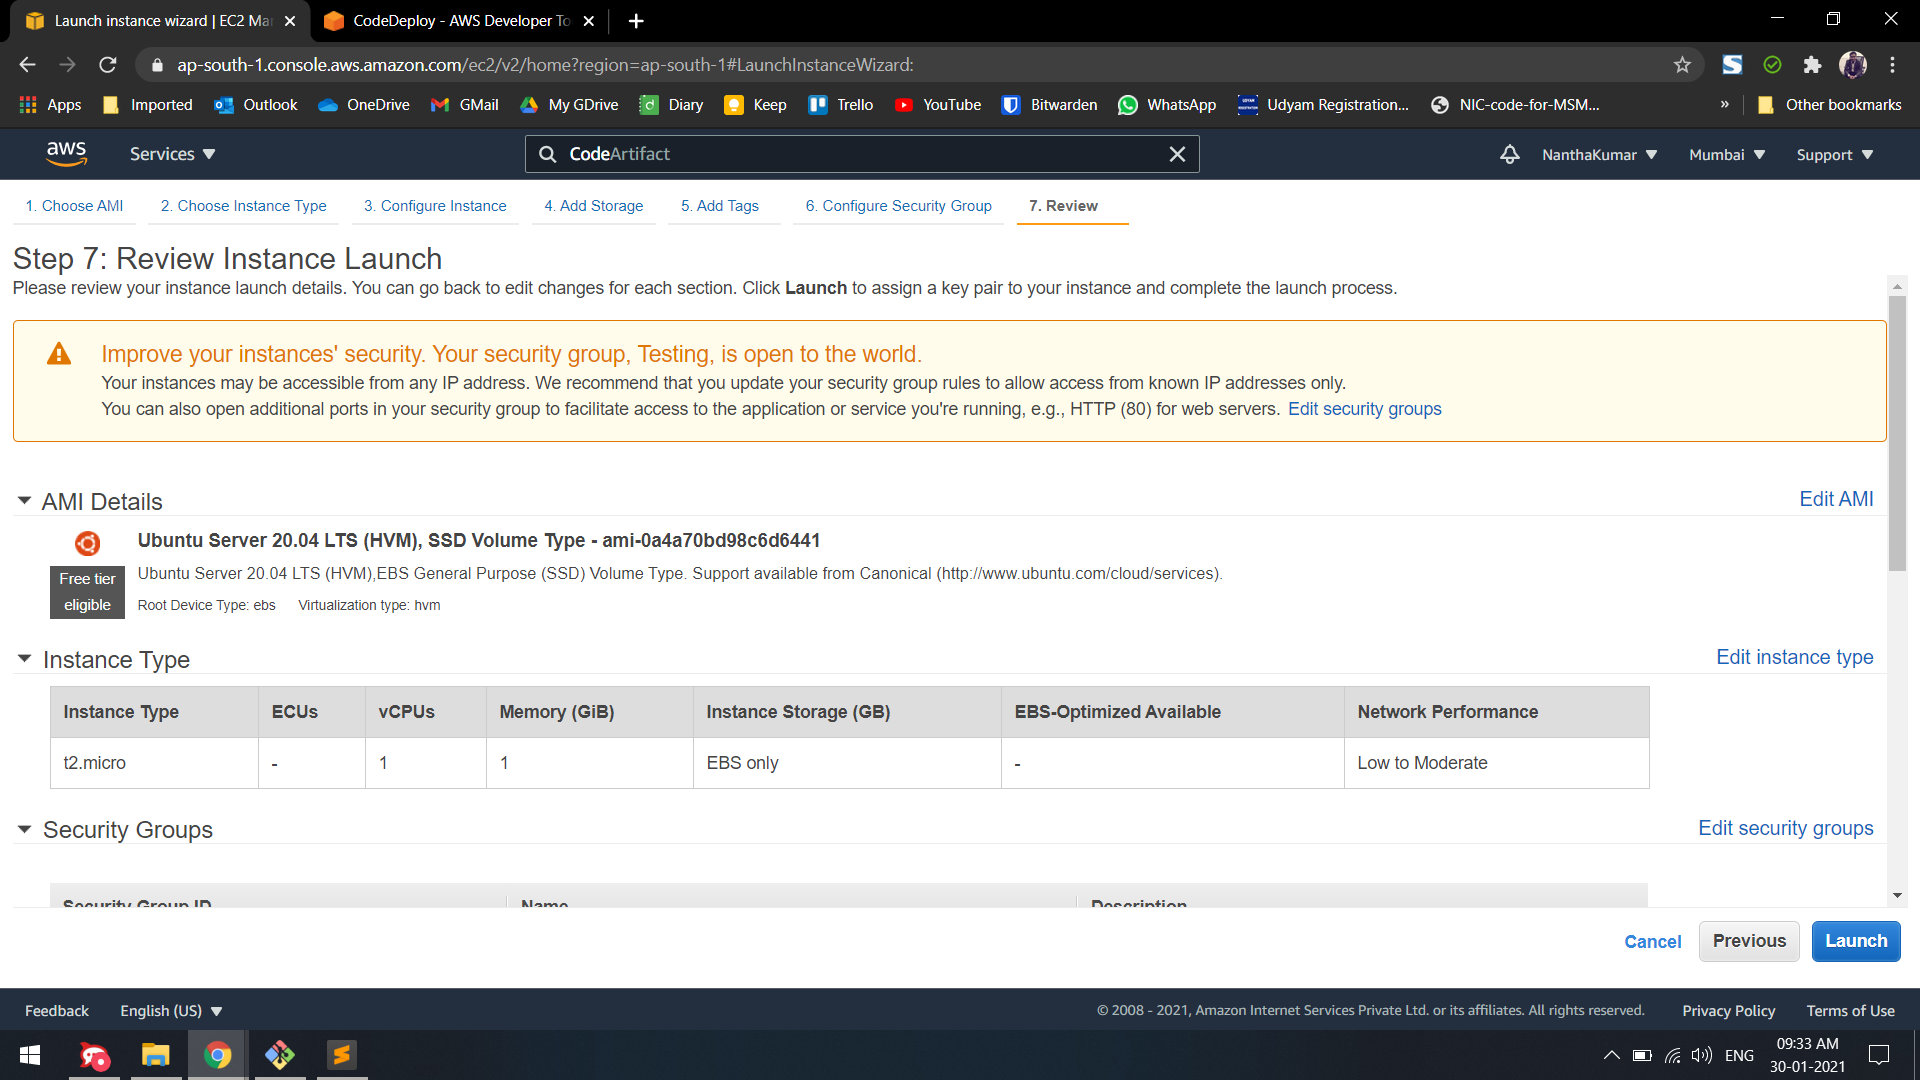 Launch instance wizard | EC2 Mar
CodeDeploy - AWS Developer To
ap-south-1.console.aws.amazon.com/ec2/v2/home?region=ap-south-1#LaunchInstanceWizard:
Apps Imported Outlook OneDrive GMail My GDrive Diary Keep Trello YouTube Bitwarden WhatsApp Udyam Registration... NIC-code-for-MSM... » Other bookmarks
aws Services CodeArtifact NanthaKumar Mumbai Support
1. Choose AMI 2. Choose Instance Type 3. Configure Instance 4. Add Storage 5. Add Tags 6. Configure Security Group 7. Review
Step 7: Review Instance Launch
Please review your instance launch details. You can go back to edit changes for each section. Click Launch to assign a key pair to your instance and complete the launch process.
Improve your instances' security. Your security group, Testing, is open to the world.
Your instances may be accessible from any IP address. We recommend that you update your security group rules to allow access from known IP addresses only.
You can also open additional ports in your security group to facilitate access to the application or service you're running, e.g., HTTP (80) for web servers. Edit security groups
AMI Details Edit AMI
Ubuntu Server 20.04 LTS (HVM), SSD Volume Type - ami-0a4a70bd98c6d6441
Free tier eligible
Ubuntu Server 20.04 LTS (HVM),EBS General Purpose (SSD) Volume Type. Support available from Canonical (http://www.ubuntu.com/cloud/services).
Root Device Type: ebs Virtualization type: hvm
Instance Type Edit instance type
Instance Type ECUs vCPUs Memory (GiB) Instance Storage (GB) EBS-Optimized Available Network Performance
t2.micro - 1 1 EBS only - Low to Moderate
Security Groups Edit security groups
Security Group ID Name Description
Cancel Previous Launch
Feedback English (US) © 2008 - 2021, Amazon Internet Services Private Ltd. or its affiliates. All rights reserved. Privacy Policy Terms of Use
ENG 09:33 AM
30-01-2021